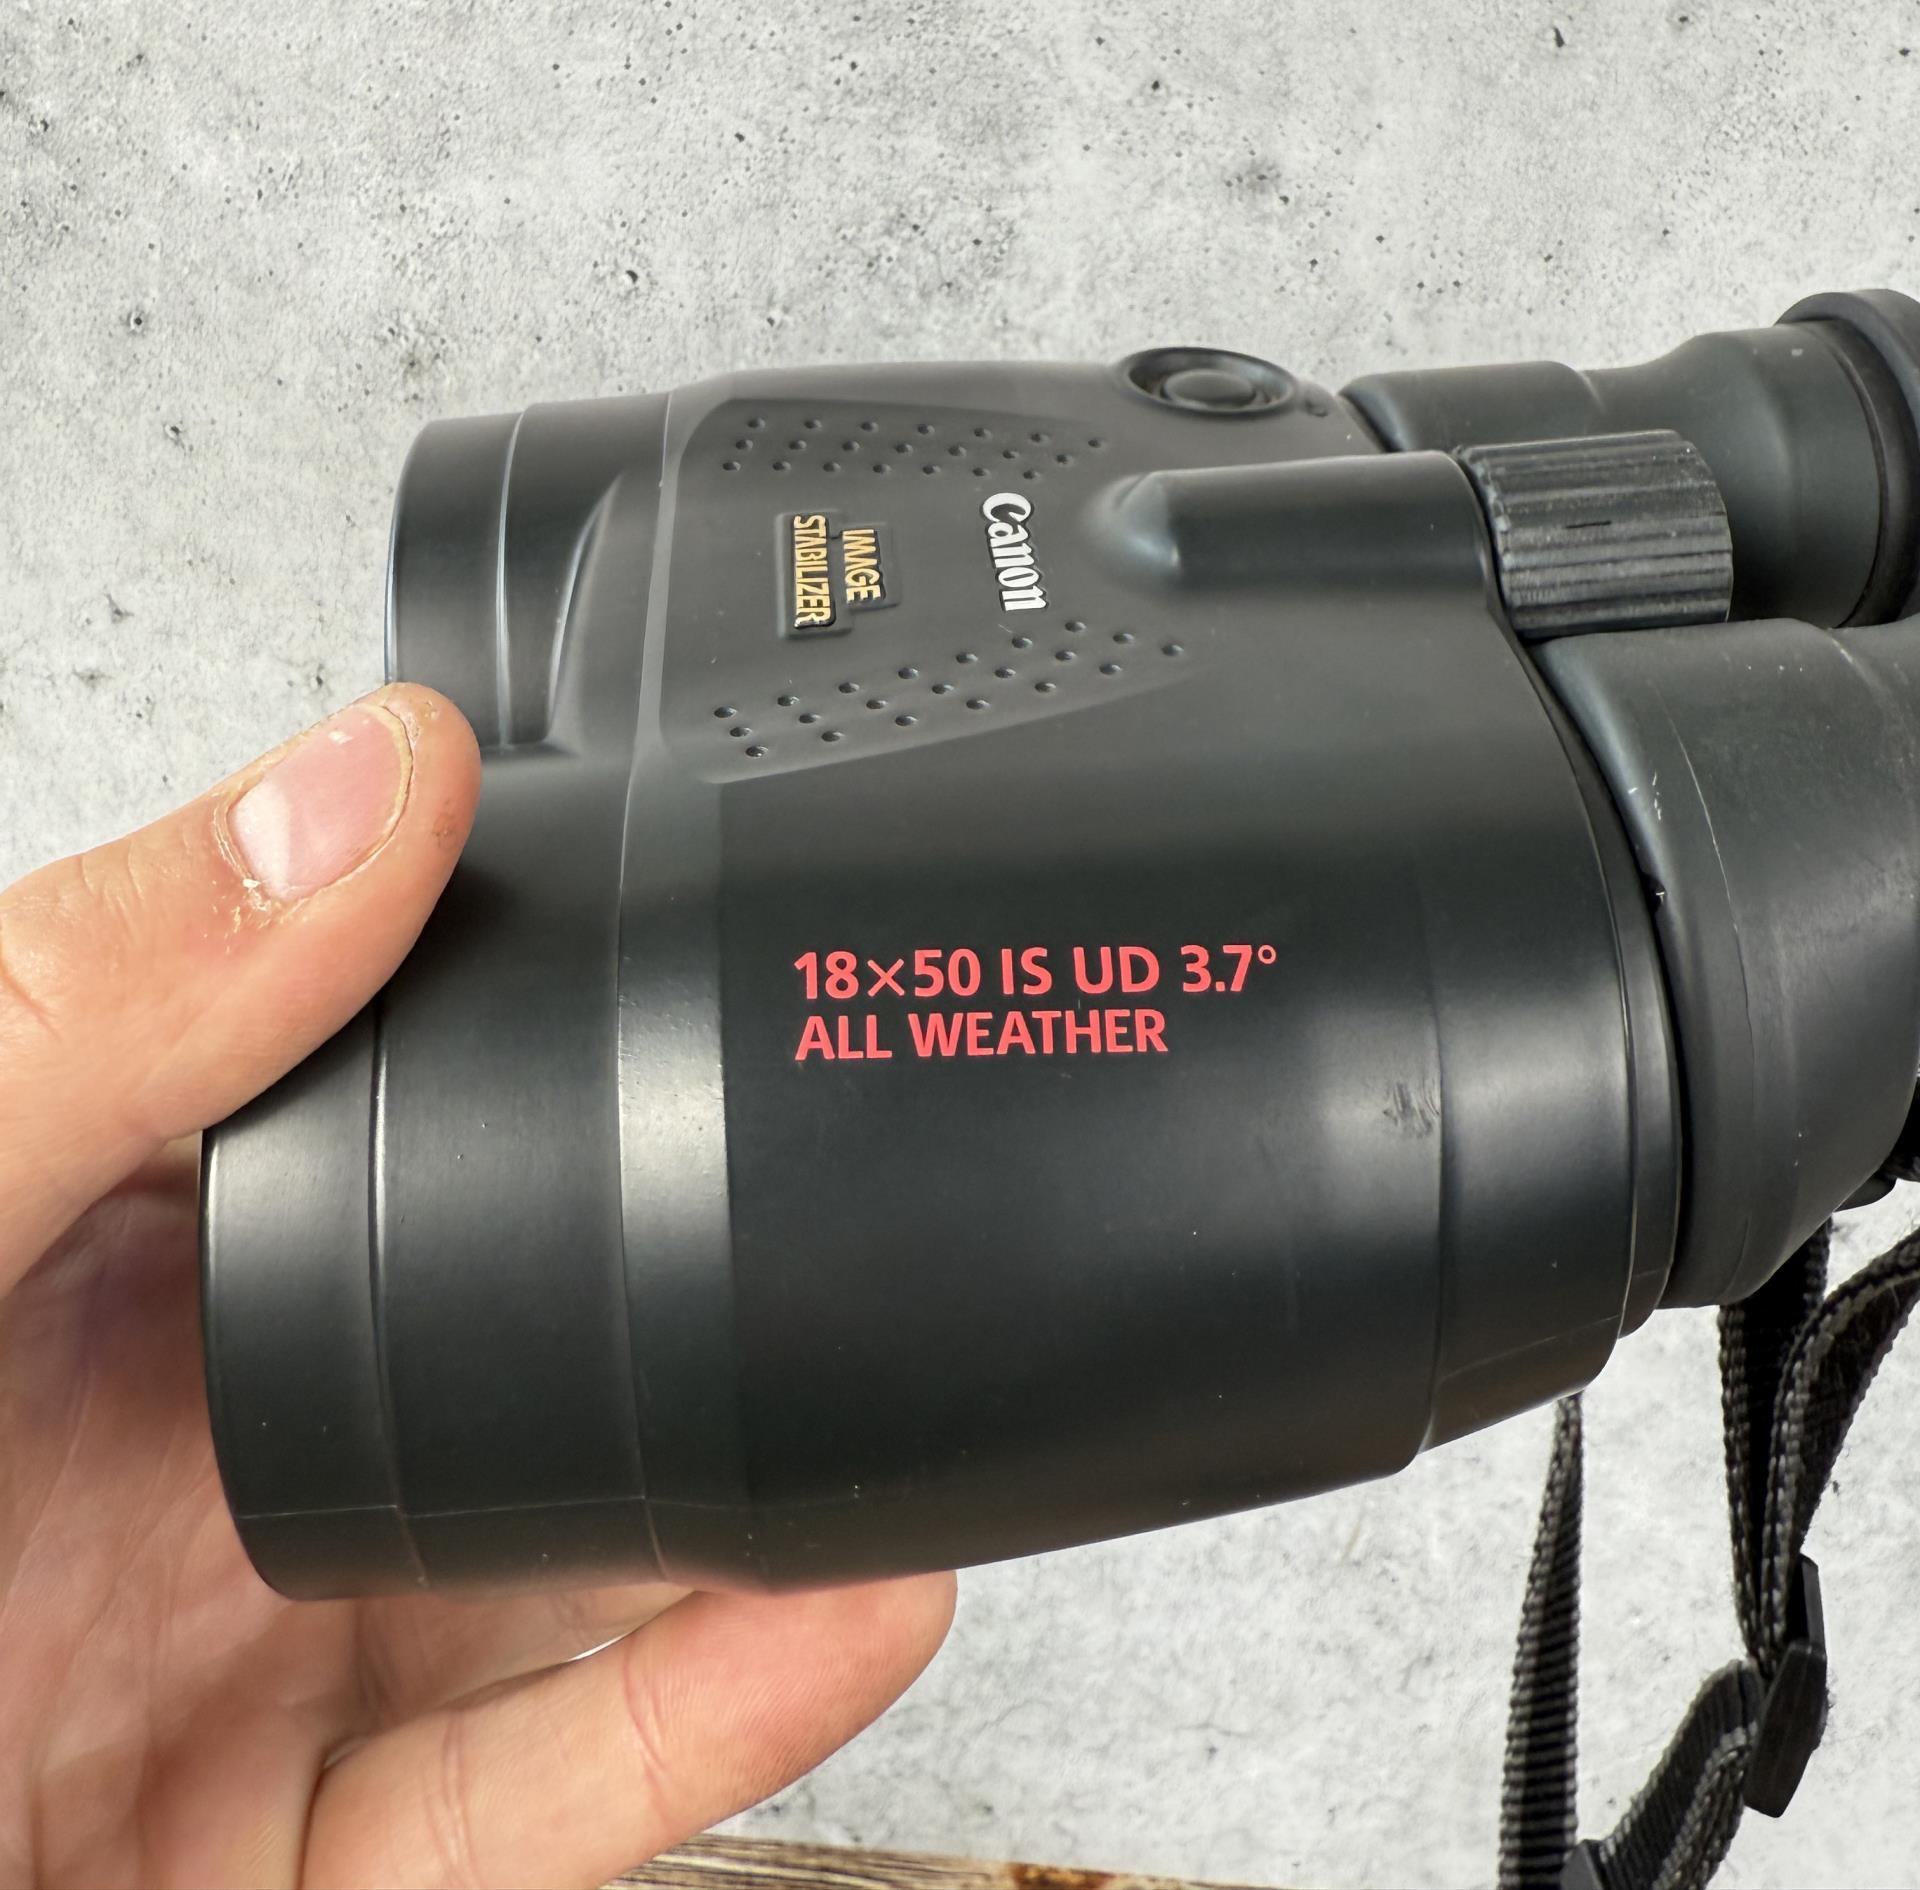 Canon
IMAGE
STABILIZER
18×50 IS UD 3.7°
ALL WEATHER